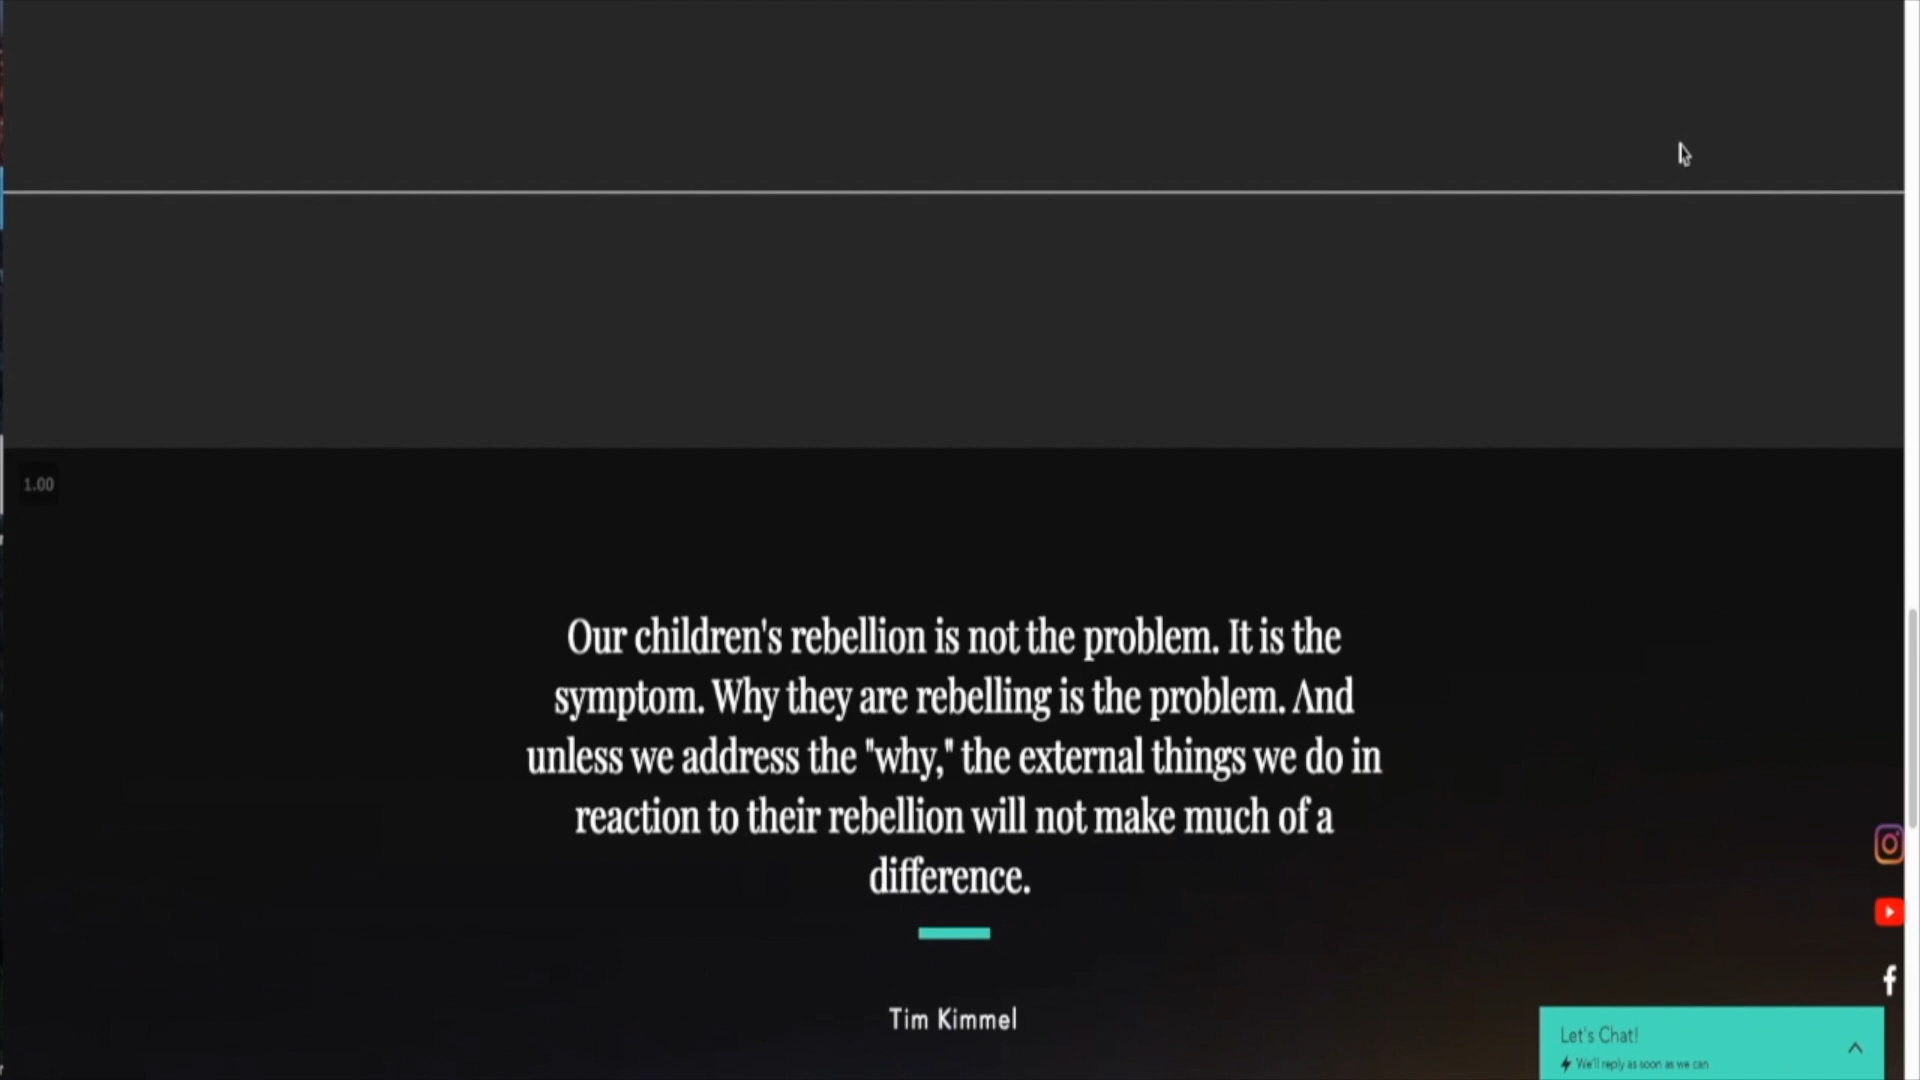 1.00
Our children's rebellion is not the problem. It is the
symptom. Why they are rebelling is the problem. And
unless we address the "why," the external things we do in
reaction to their rebellion will not make much of a
difference.
Tim Kimmel
Let's Chat!
We'll reply as soon as we can